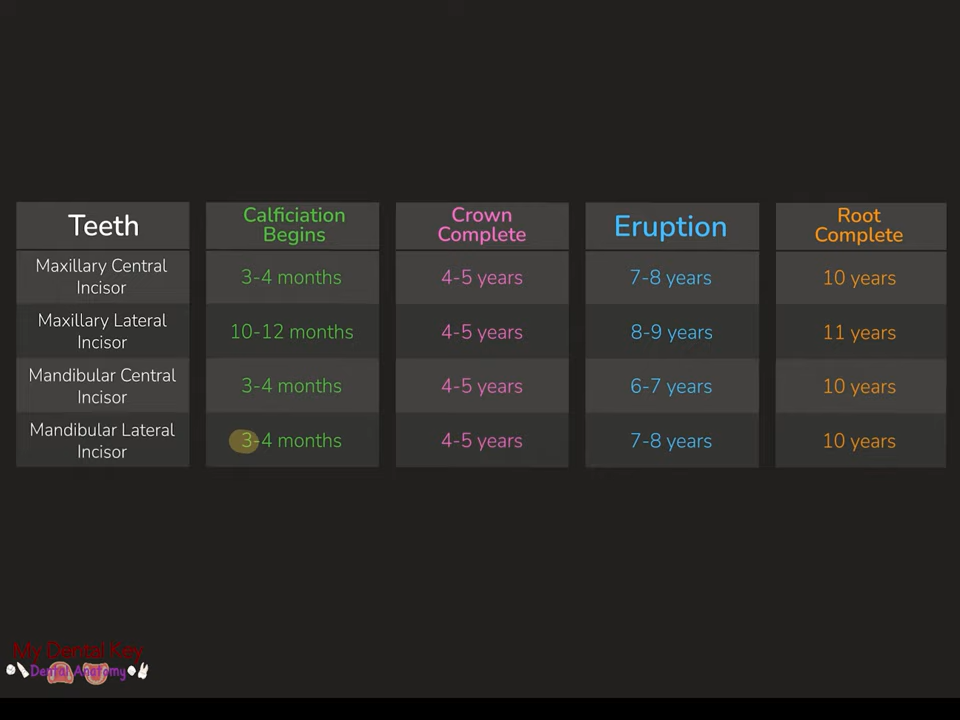 Teeth
Calficiation
Begins
Crown
Complete
Eruption
Root
Complete
Maxillary Central
Incisor
3-4 months
4-5 years
7-8 years
10 years
Maxillary Lateral
Incisor
10-12 months
4-5 years
8-9 years
11 years
Mandibular Central
Incisor
3-4 months
4-5 years
6-7 years
10 years
Mandibular Lateral
Incisor
3-4 months
4-5 years
7-8 years
10 years
My Dental Key
Dental Anatomy